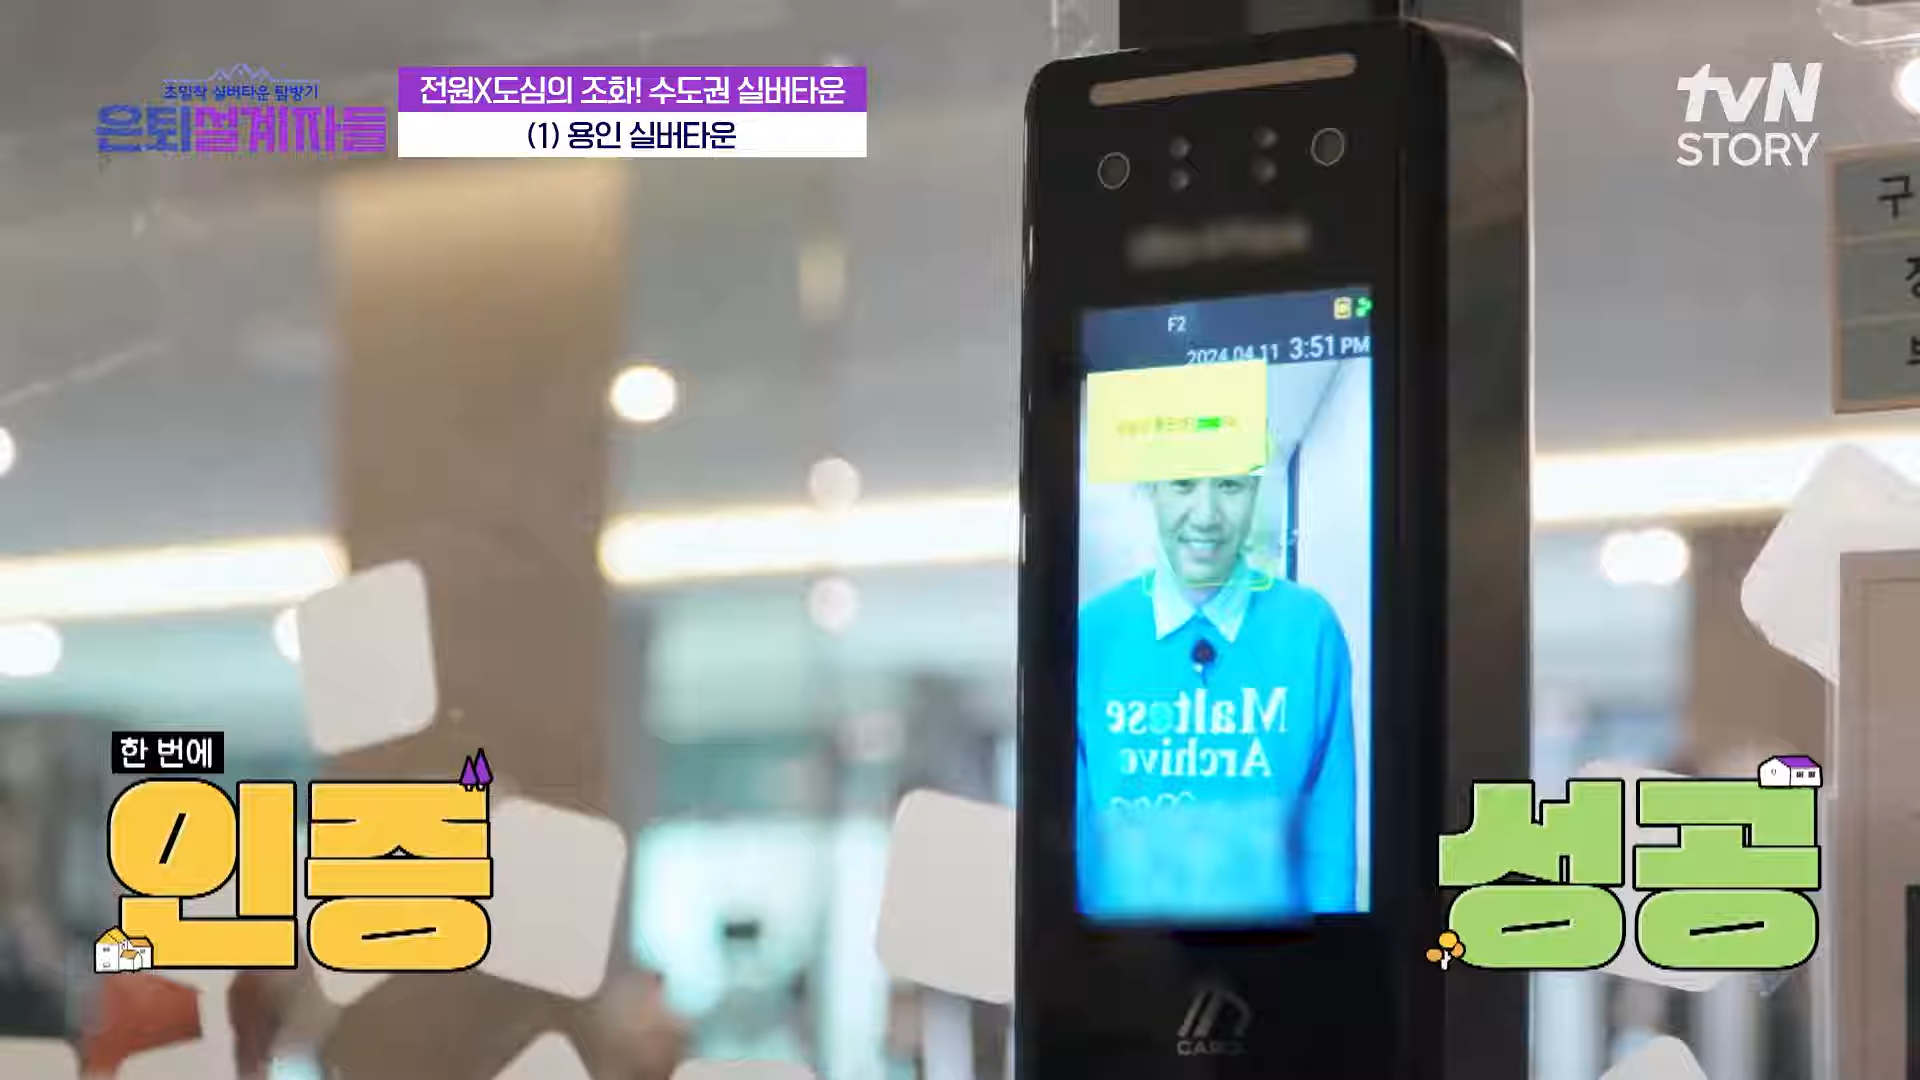 초밀착 실버타운 탐방기
은퇴설계자들
전원X도심의 조화! 수도권 실버타운
(1) 용인 실버타운
tvN
STORY
구
F2
2024.04.11 3:51 PM
Maltese
Archive
한 번에
인증
성공
CARD